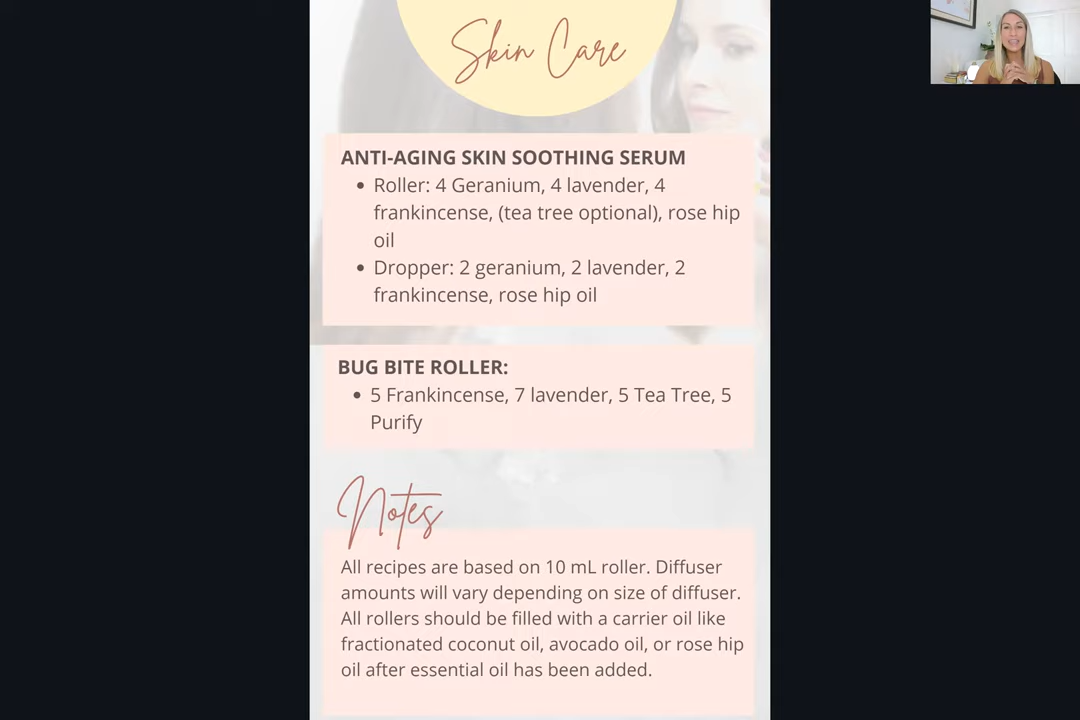 Skin Care
ANTI-AGING SKIN SOOTHING SERUM
• Roller: 4 Geranium, 4 lavender, 4
frankincense, (tea tree optional), rose hip
oil
• Dropper: 2 geranium, 2 lavender, 2
frankincense, rose hip oil
BUG BITE ROLLER:
• 5 Frankincense, 7 lavender, 5 Tea Tree, 5
Purify
Notes
All recipes are based on 10 mL roller. Diffuser
amounts will vary depending on size of diffuser.
All rollers should be filled with a carrier oil like
fractionated coconut oil, avocado oil, or rose hip
oil after essential oil has been added.